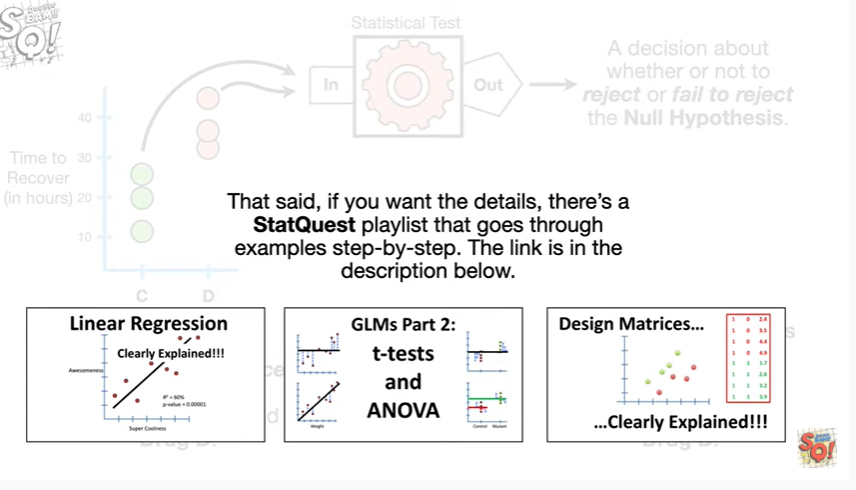 Statistical Test
In
Out
A decision about
whether or not to
reject or fail to reject
the Null Hypothesis.
40
30
20
10
Time to
Recover
(in hours)
C
D
That said, if you want the details, there's a
StatQuest playlist that goes through
examples step-by-step. The link is in the
description below.
Linear Regression
Clearly Explained!!!
Awesomeness
R² = 60%
p-value = 0.00001
Super Coolness
GLMs Part 2:
t-tests
and
ANOVA
Weight
Control Mutant
Design Matrices...
1 0 2.4
1 0 3.5
1 0 4.4
1 0 4.9
1 1 1.7
1 1 2.8
1 1 3.2
1 1 3.9
...Clearly Explained!!!
Drug D.
SQ!